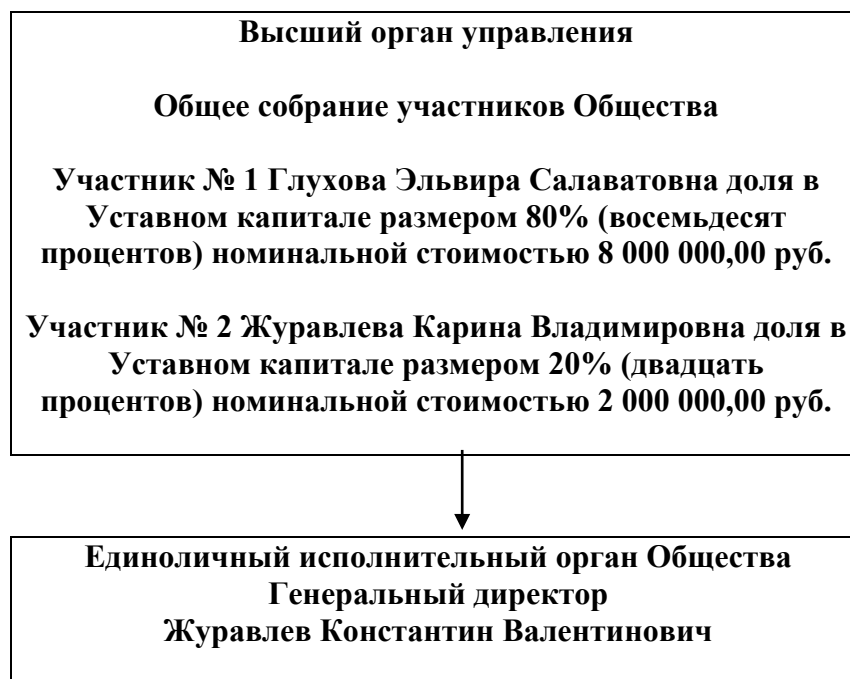 Высший орган управления
Общее собрание участников Общества
Участник № 1 Глухова Эльвира Салаватовна доля в
Уставном капитале размером 80% (восемьдесят
процентов) номинальной стоимостью 8 000 000,00 руб.
Участник № 2 Журавлева Карина Владимировна доля в
Уставном капитале размером 20% (двадцать
процентов) номинальной стоимостью 2 000 000,00 руб.
Единоличный исполнительный орган Общества
Генеральный директор
Журавлев Константин Валентинович